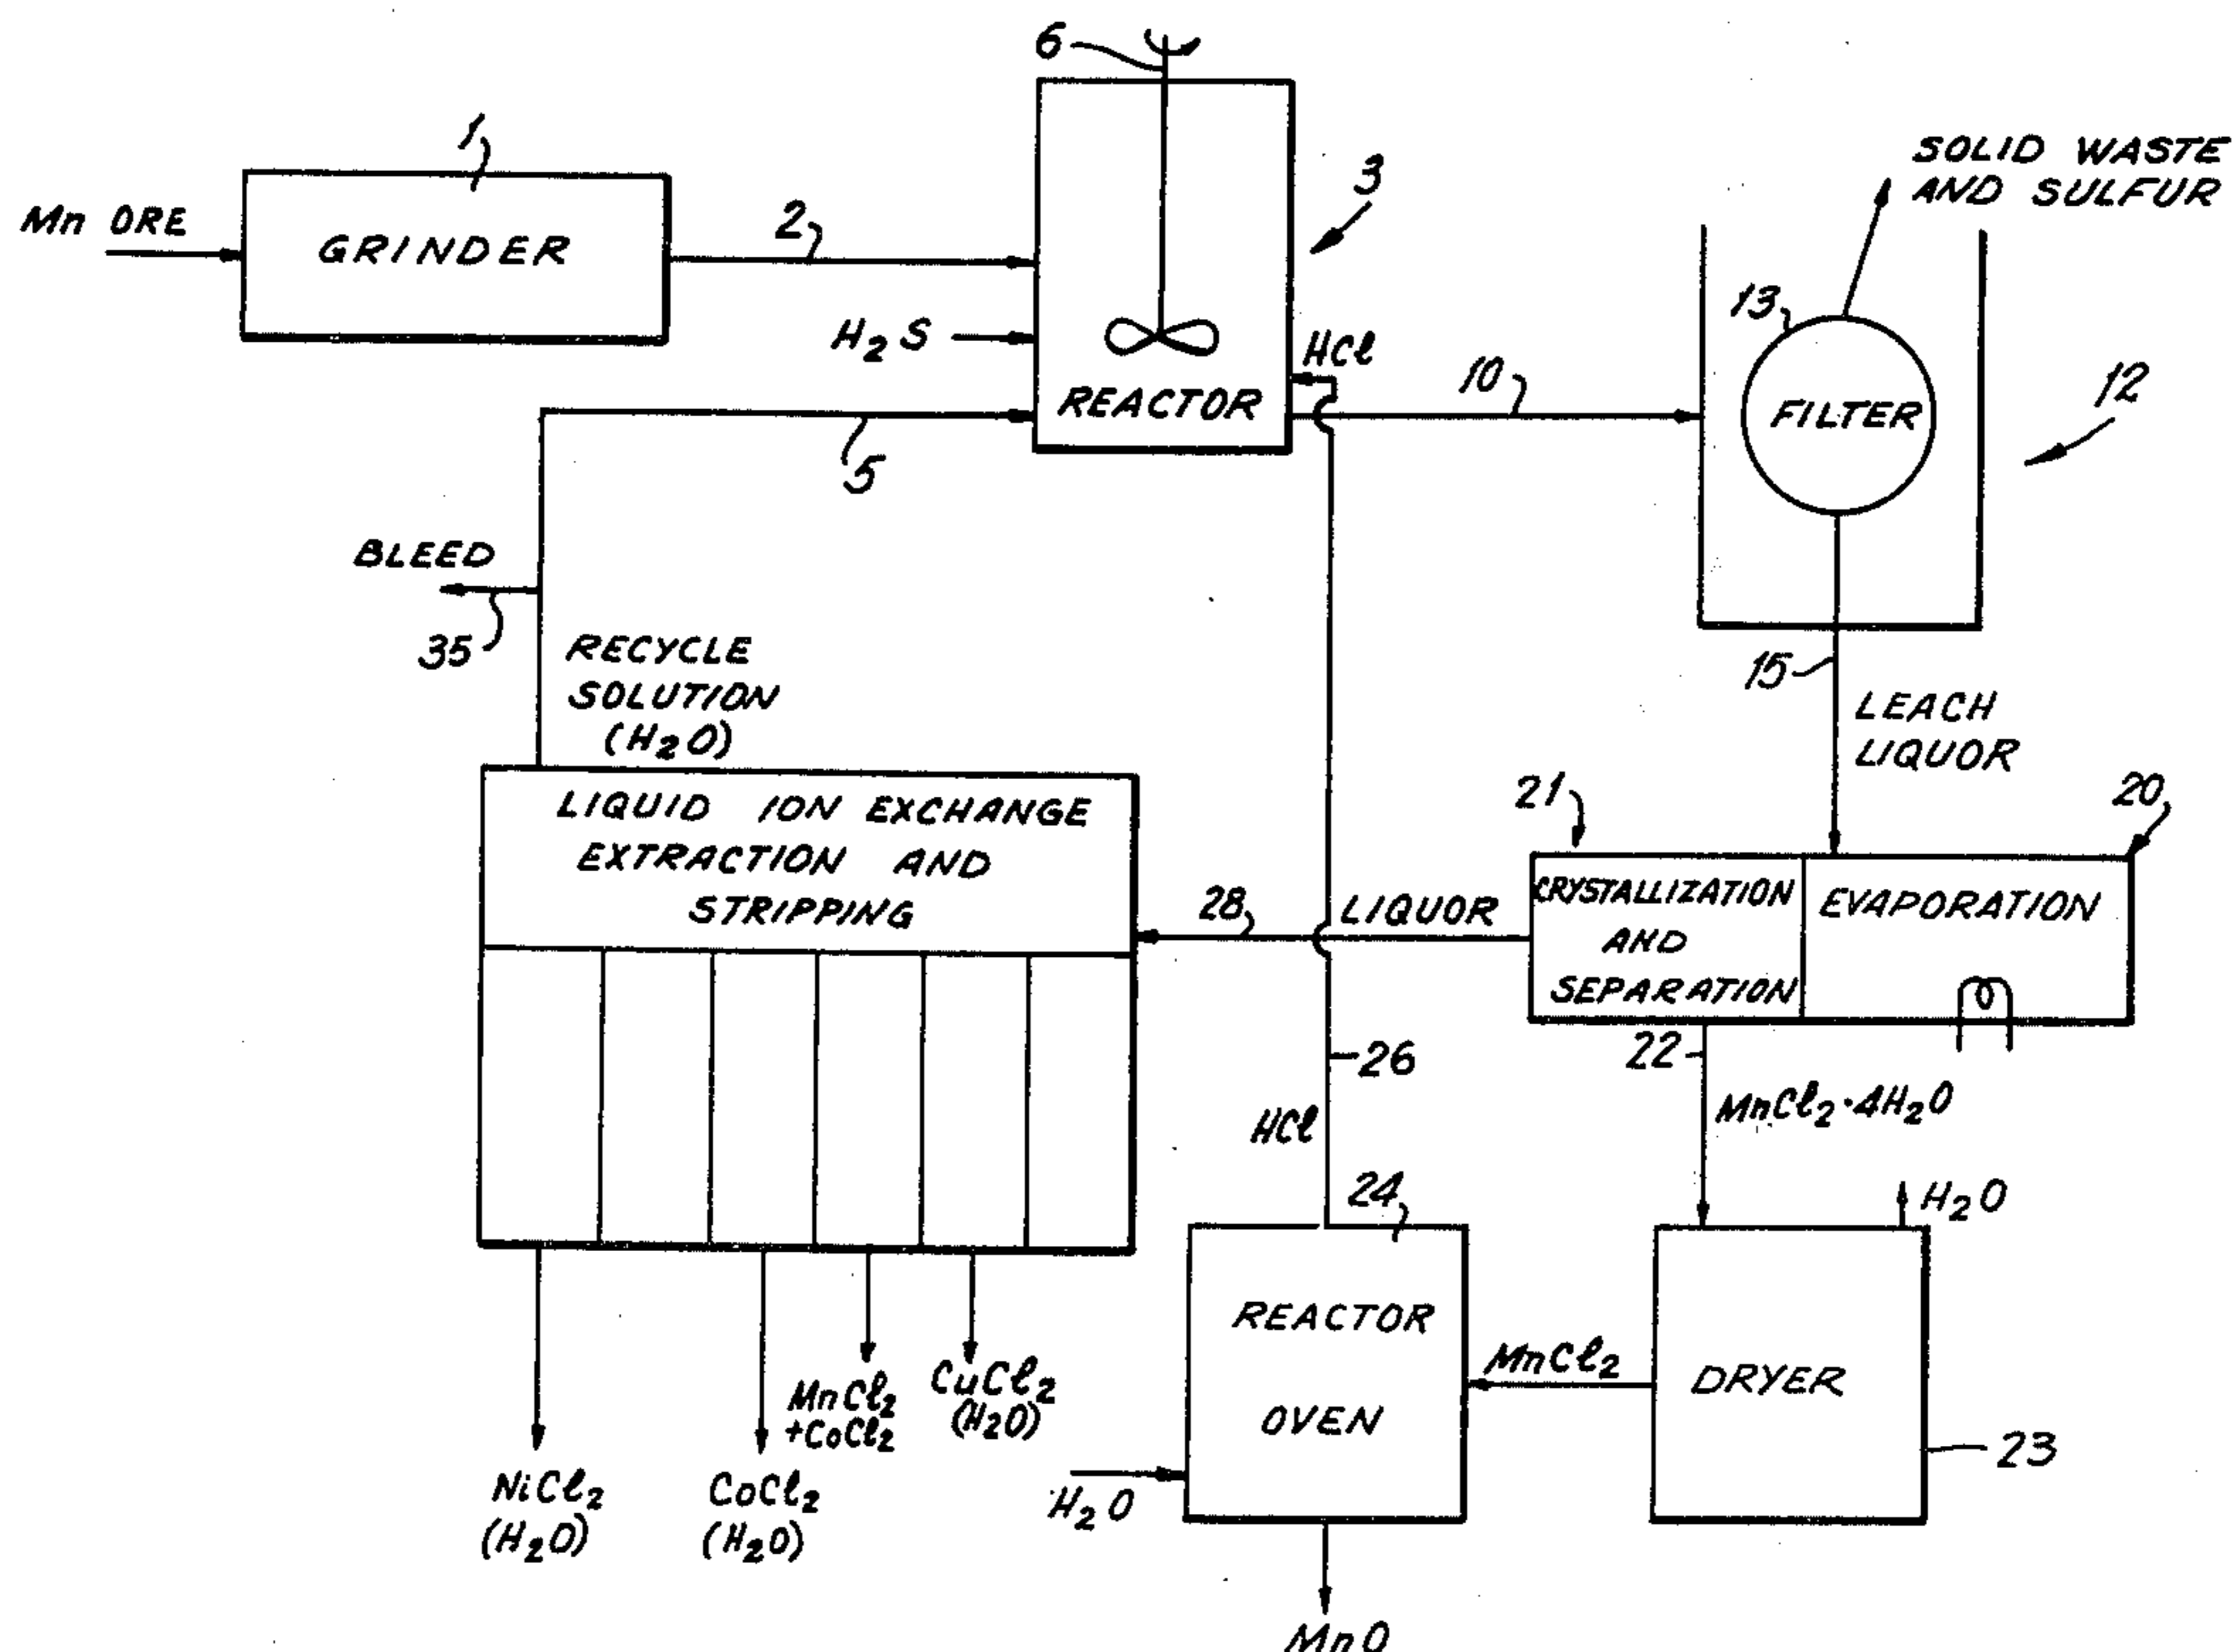 6
1
SOLID WASTE
AND SULFUR
3
Mn ORE
GRINDER
2
13
H2S
HCl
REACTOR
10
FILTER
12
5
BLEED
35
RECYCLE
SOLUTION
(H2O)
15
LEACH
LIQUOR
LIQUID ION EXCHANGE
EXTRACTION AND
STRIPPING
21
20
28
LIQUOR
CRYSTALLIZATION
AND
SEPARATION
EVAPORATION
26
22
MnCl2·4H2O
HCl
24
H2O
REACTOR
OVEN
MnCl2
DRYER
23
MnCl2
+CoCl2
CuCl2
(H2O)
NiCl2
(H2O)
CoCl2
(H2O)
H2O
MnO